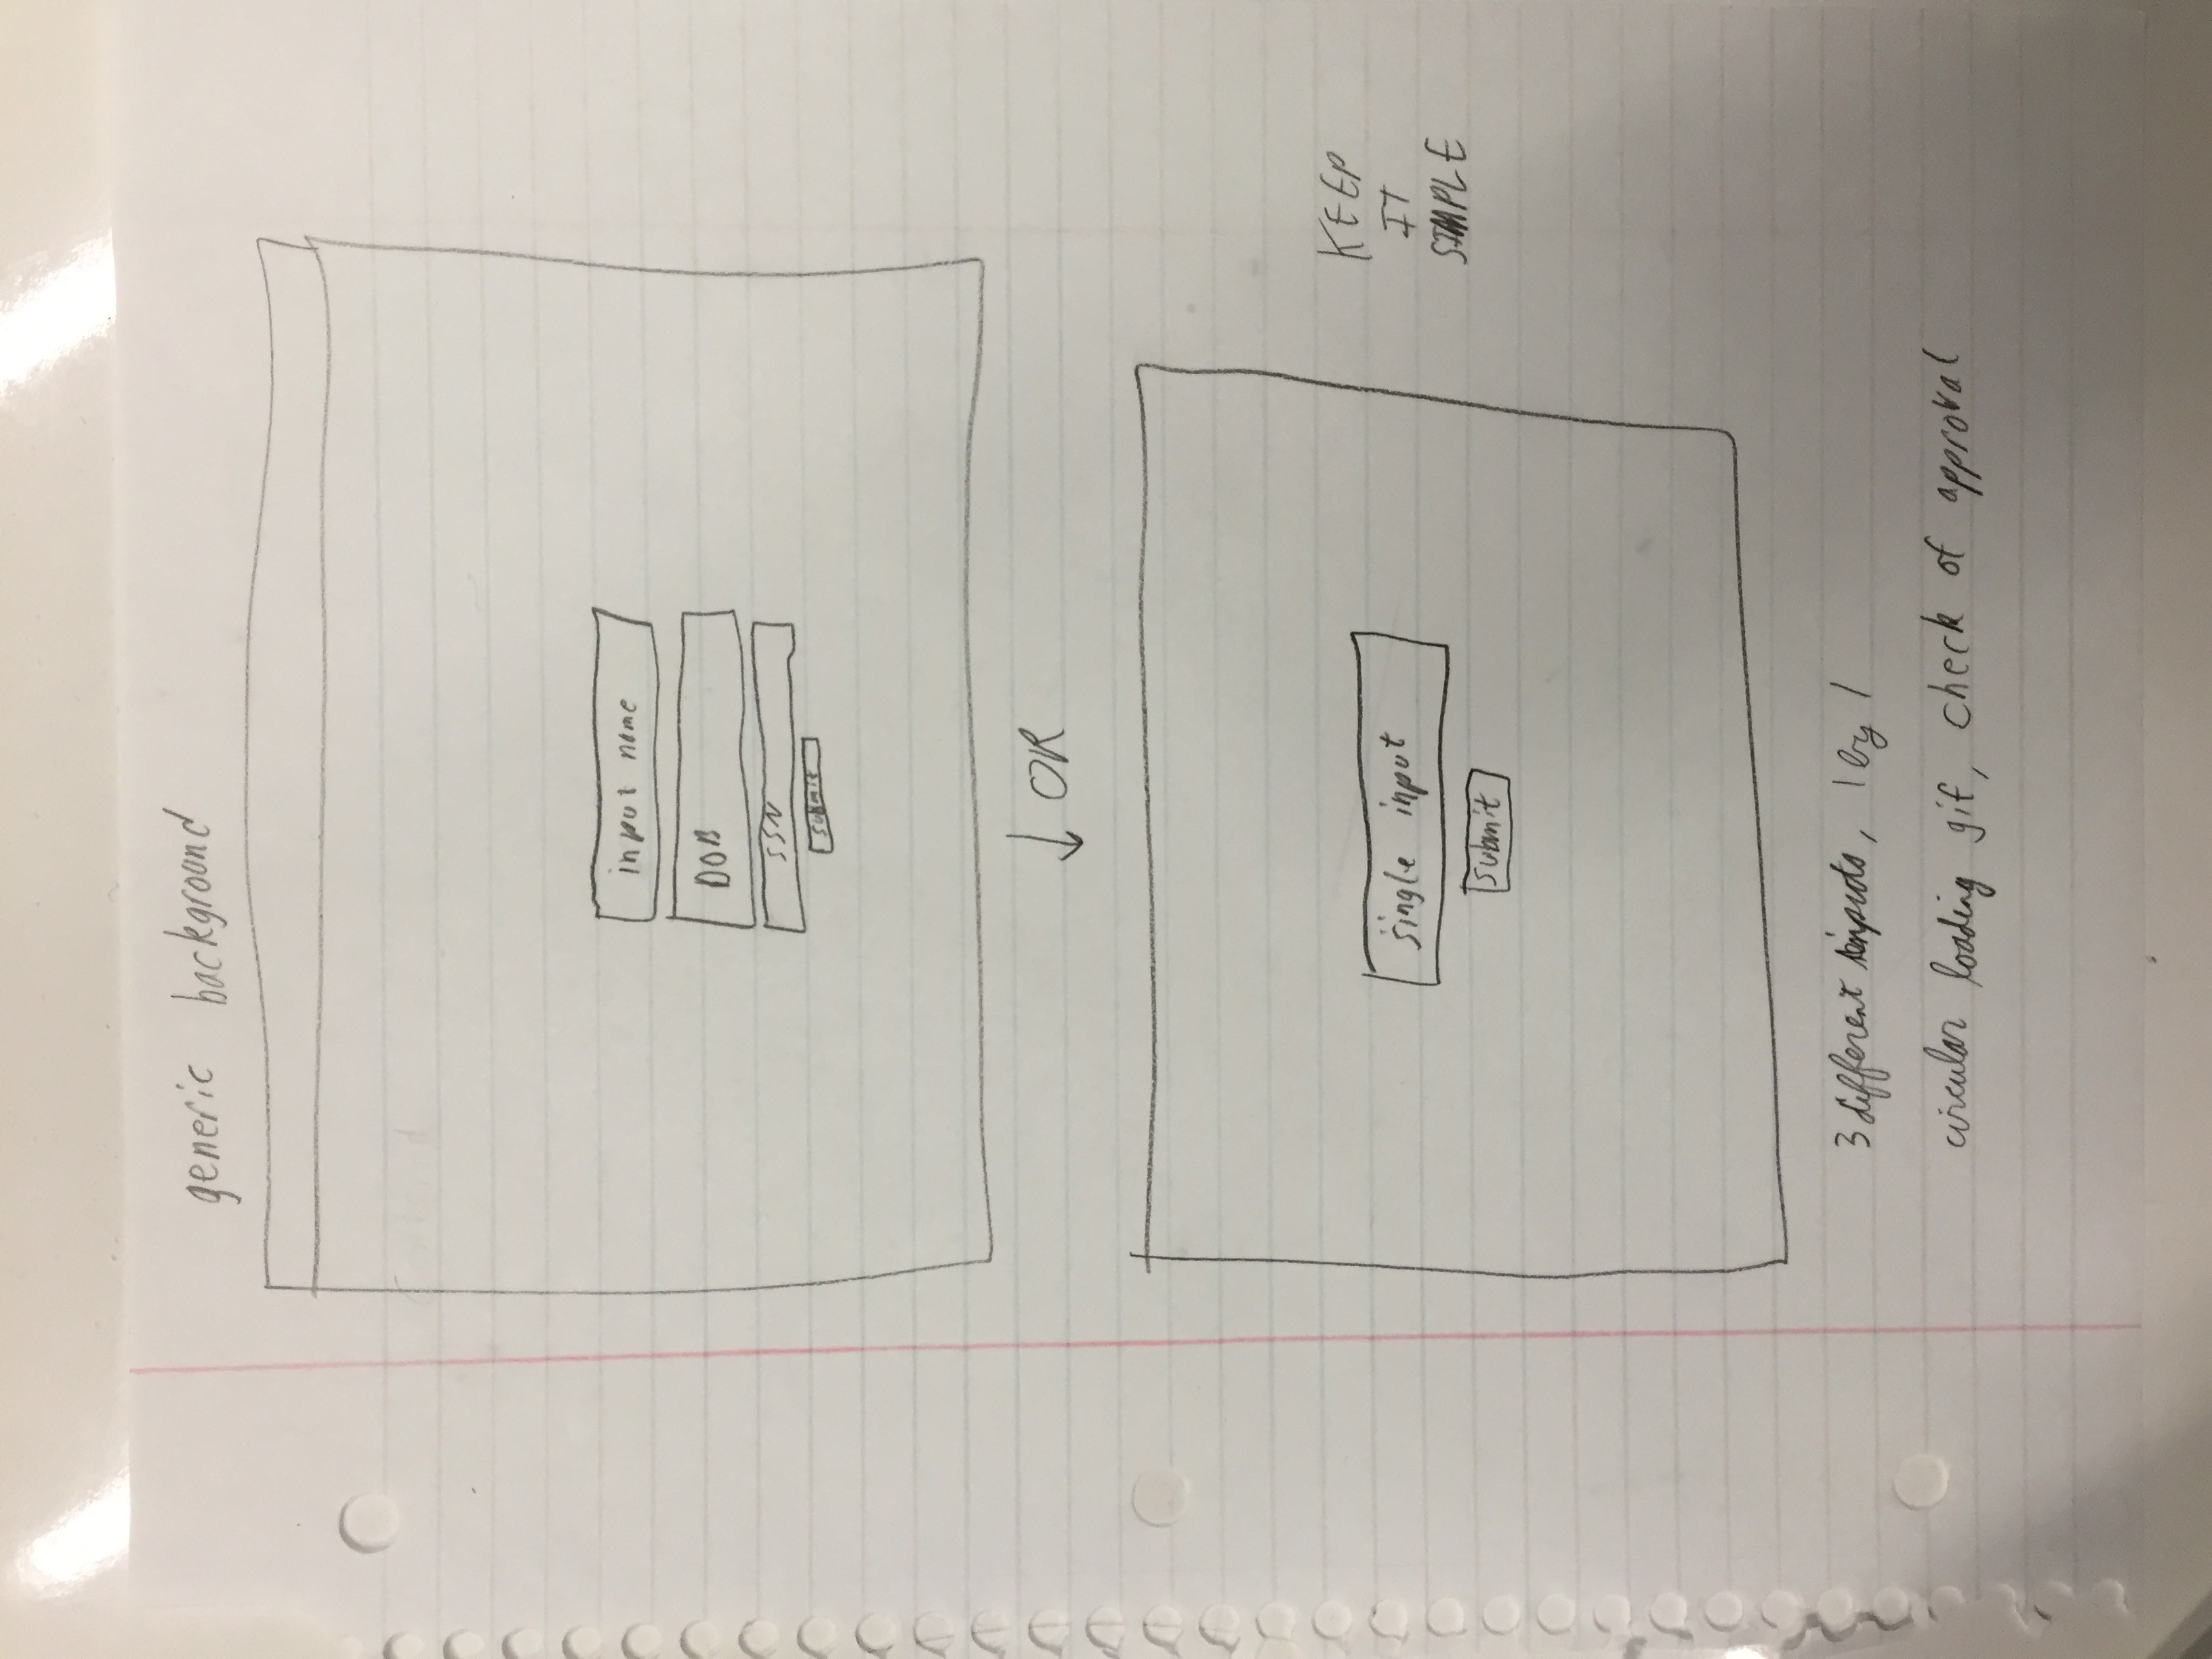 generic background
input name
DOB
SSN
submit
OR
single input
submit
KEEP
IT
SIMPLE
3 different inputs, 1 by 1
circular loading gif, check of approval